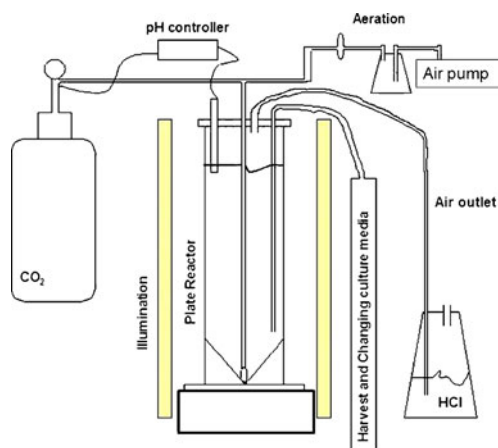 pH controller
Aeration
Air pump
CO₂
Illumination
Plate Reactor
Harvest and Changing culture media
Air outlet
HCl